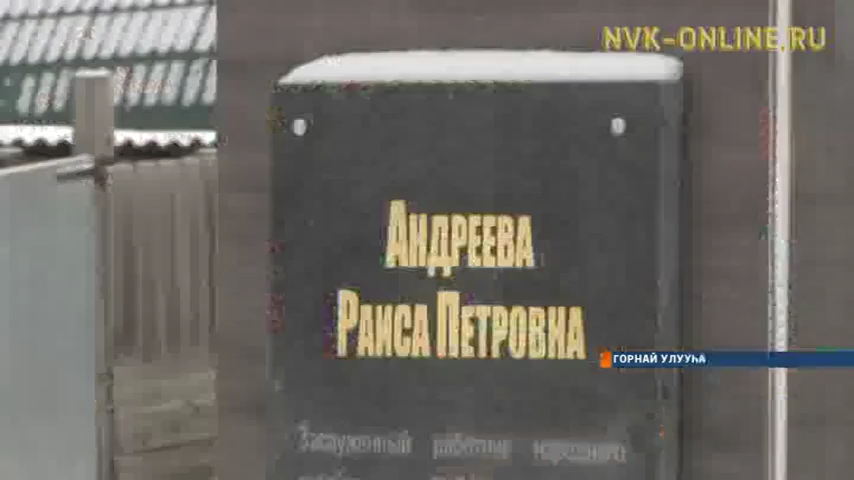 NVK-ONLINE.RU
АНДРЕЕВА
РАИСА ПЕТРОВНА
ГОРНАЙ УЛУУҺА
Заслуженный работник народного